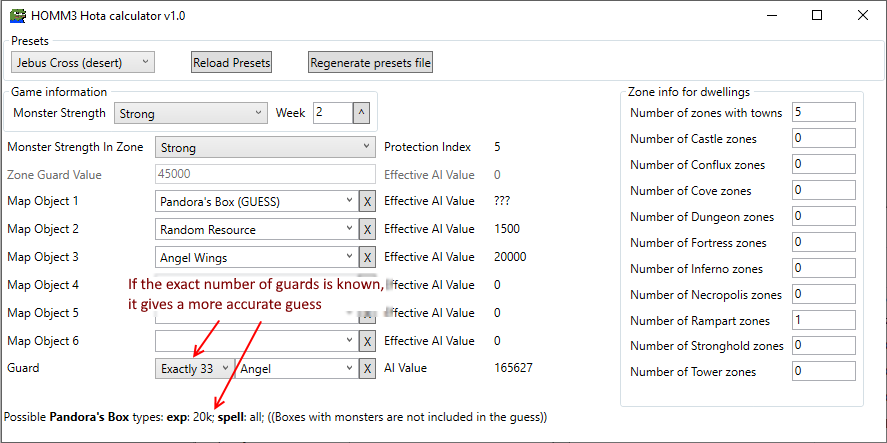 HOMM3 Hota calculator v1.0
Presets
Jebus Cross (desert)
Reload Presets
Regenerate presets file
Game information
Monster Strength Strong Week 2 ^
Monster Strength In Zone Strong Protection Index 5
Zone Guard Value 45000 Effective AI Value 0
Map Object 1 Pandora's Box (GUESS) X Effective AI Value ???
Map Object 2 Random Resource X Effective AI Value 1500
Map Object 3 Angel Wings X Effective AI Value 20000
Map Object 4 Effective AI Value 0
If the exact number of guards is known,
it gives a more accurate guess
Map Object 5 X Effective AI Value 0
Map Object 6 X Effective AI Value 0
Guard Exactly 33 Angel X AI Value 165627
Possible Pandora's Box types: exp: 20k; spell: all; ((Boxes with monsters are not included in the guess))
Zone info for dwellings
Number of zones with towns 5
Number of Castle zones 0
Number of Conflux zones 0
Number of Cove zones 0
Number of Dungeon zones 0
Number of Fortress zones 0
Number of Inferno zones 0
Number of Necropolis zones 0
Number of Rampart zones 1
Number of Stronghold zones 0
Number of Tower zones 0